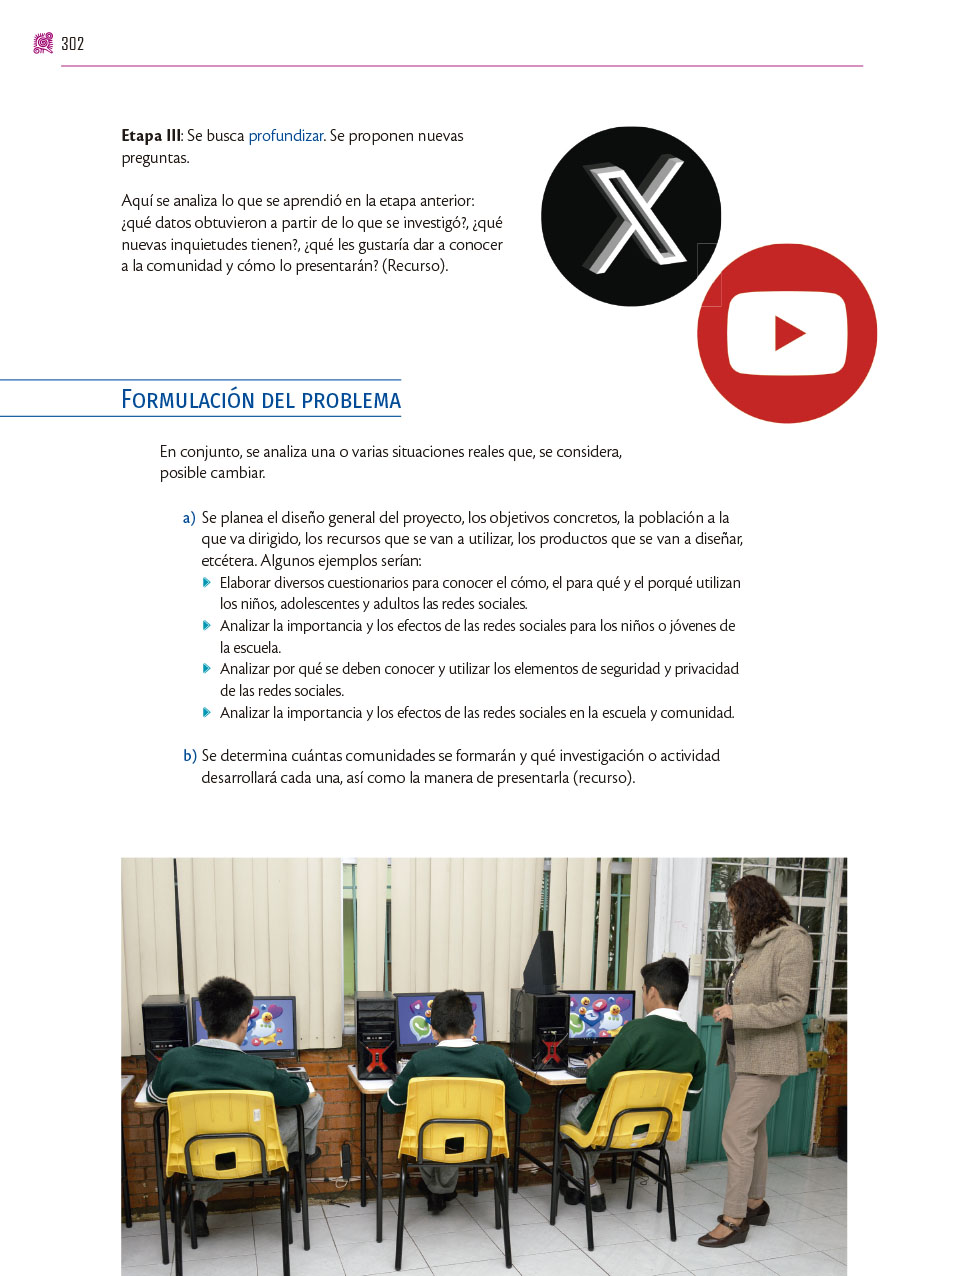 302
Etapa III: Se busca profundizar. Se proponen nuevas
preguntas.
Aquí se analiza lo que se aprendió en la etapa anterior:
¿qué datos obtuvieron a partir de lo que se investigó?, ¿qué
nuevas inquietudes tienen?, ¿qué les gustaría dar a conocer
a la comunidad y cómo lo presentarán? (Recurso).
X
Formulación del problema
En conjunto, se analiza una o varias situaciones reales que, se considera,
posible cambiar.
a) Se planea el diseño general del proyecto, los objetivos concretos, la población a la
que va dirigido, los recursos que se van a utilizar, los productos que se van a diseñar,
etcétera. Algunos ejemplos serían:
Elaborar diversos cuestionarios para conocer el cómo, el para qué y el porqué utilizan
los niños, adolescentes y adultos las redes sociales.
Analizar la importancia y los efectos de las redes sociales para los niños o jóvenes de
la escuela.
Analizar por qué se deben conocer y utilizar los elementos de seguridad y privacidad
de las redes sociales.
Analizar la importancia y los efectos de las redes sociales en la escuela y comunidad.
b) Se determina cuántas comunidades se formarán y qué investigación o actividad
desarrollará cada una, así como la manera de presentarla (recurso).